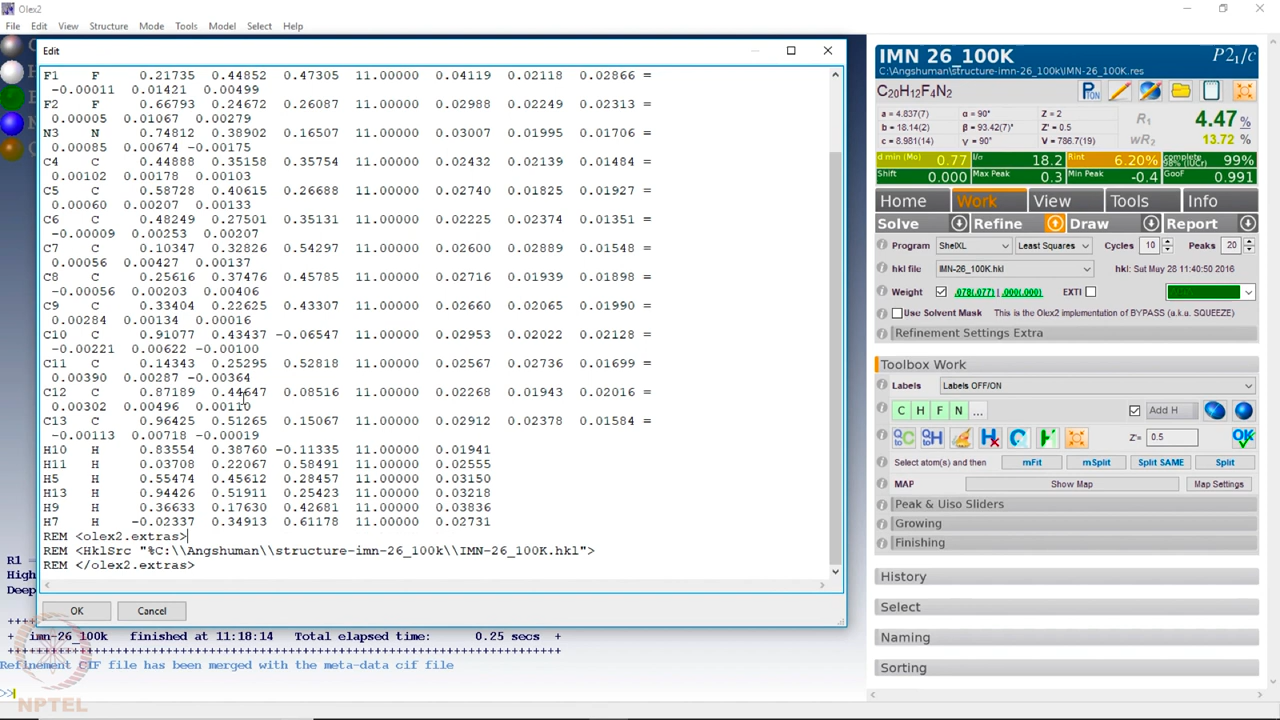 Olex2
File Edit View Structure Mode Tools Model Select Help
Edit
F1 F 0.21735 0.44852 0.47305 11.00000 0.04119 0.02118 0.02866 =
-0.00011 0.01421 0.00499
F2 F 0.66793 0.24672 0.26087 11.00000 0.02988 0.02249 0.02313 =
0.00005 0.01067 0.00279
N3 N 0.74812 0.38902 0.16507 11.00000 0.03007 0.01995 0.01706 =
0.00085 0.00674 -0.00175
C4 C 0.44888 0.35158 0.35754 11.00000 0.02432 0.02139 0.01484 =
0.00102 0.00178 0.00103
C5 C 0.58728 0.40615 0.26688 11.00000 0.02740 0.01825 0.01927 =
0.00060 0.00207 0.00133
C6 C 0.48249 0.27501 0.35131 11.00000 0.02225 0.02374 0.01351 =
-0.00009 0.00253 0.00207
C7 C 0.10347 0.32826 0.54297 11.00000 0.02600 0.02889 0.01548 =
0.00056 0.00427 0.00137
C8 C 0.25616 0.37476 0.45785 11.00000 0.02716 0.01939 0.01898 =
-0.00056 0.00203 0.00406
C9 C 0.33404 0.22625 0.43307 11.00000 0.02660 0.02065 0.01990 =
0.00284 0.00134 0.00016
C10 C 0.91077 0.43437 -0.06547 11.00000 0.02953 0.02022 0.02128 =
-0.00221 0.00622 -0.00100
C11 C 0.14343 0.25295 0.52818 11.00000 0.02567 0.02736 0.01699 =
0.00390 0.00287 -0.00364
C12 C 0.87189 0.44647 0.08516 11.00000 0.02268 0.01943 0.02016 =
0.00302 0.00496 0.00110
C13 C 0.96425 0.51265 0.15067 11.00000 0.02912 0.02378 0.01584 =
-0.00113 0.00718 -0.00019
H10 H 0.83554 0.38760 -0.11335 11.00000 0.01941
H11 H 0.03708 0.22067 0.58491 11.00000 0.02555
H5 H 0.55474 0.45612 0.28457 11.00000 0.03150
H13 H 0.94426 0.51911 0.25423 11.00000 0.03218
H9 H 0.36633 0.17630 0.42681 11.00000 0.03836
H7 H -0.02337 0.34913 0.61178 11.00000 0.02731
REM <olex2.extras>
REM <HklSrc "%C:\\Angshuman\\structure-imn-26_100k\\IMN-26_100K.hkl">
REM </olex2.extras>
OK Cancel
R1 =
High
Deep
+ imn-26_100k finished at 11:18:14 Total elapsed time: 0.25 secs +
++++++++++++++++++++++++++++++++++++++++++++++++++++++++++
Refinement CIF file has been merged with the meta-data cif file
>>
NPTEL
IMN 26_100K P21/c
C:\Angshuman\structure-imn-26_100k\IMN-26_100K.res
C20H12F4N2
a = 4.837(7) α = 90° Z = 2
b = 18.14(2) β = 93.42(7)° Z' = 0.5
c = 8.981(14) γ = 90° V = 786.7(19)
R1 4.47 %
wR2 13.72 %
d min (Mo) 0.77 I/σ 18.2 Rint 6.20% complete 98% (IUCr) 99%
Shift 0.000 Max Peak 0.3 Min Peak -0.4 GooF 0.991
Home Work View Tools Info
Solve Refine Draw Report
Program ShelXL Least Squares Cycles 10 Peaks 20
hkl file IMN-26_100K.hkl hkl: Sat May 28 11:40:50 2016
Weight .078(.077) | .000(.000) EXTI
Use Solvent Mask This is the Olex2 implementation of BYPASS (a.k.a. SQUEEZE)
Refinement Settings Extra
Toolbox Work
Labels Labels OFF/ON
C H F N ... Add H
Z'= 0.5 OK
Select atom(s) and then mFit mSplit Split SAME Split
MAP Show Map Map Settings
Peak & Uiso Sliders
Growing
Finishing
History
Select
Naming
Sorting